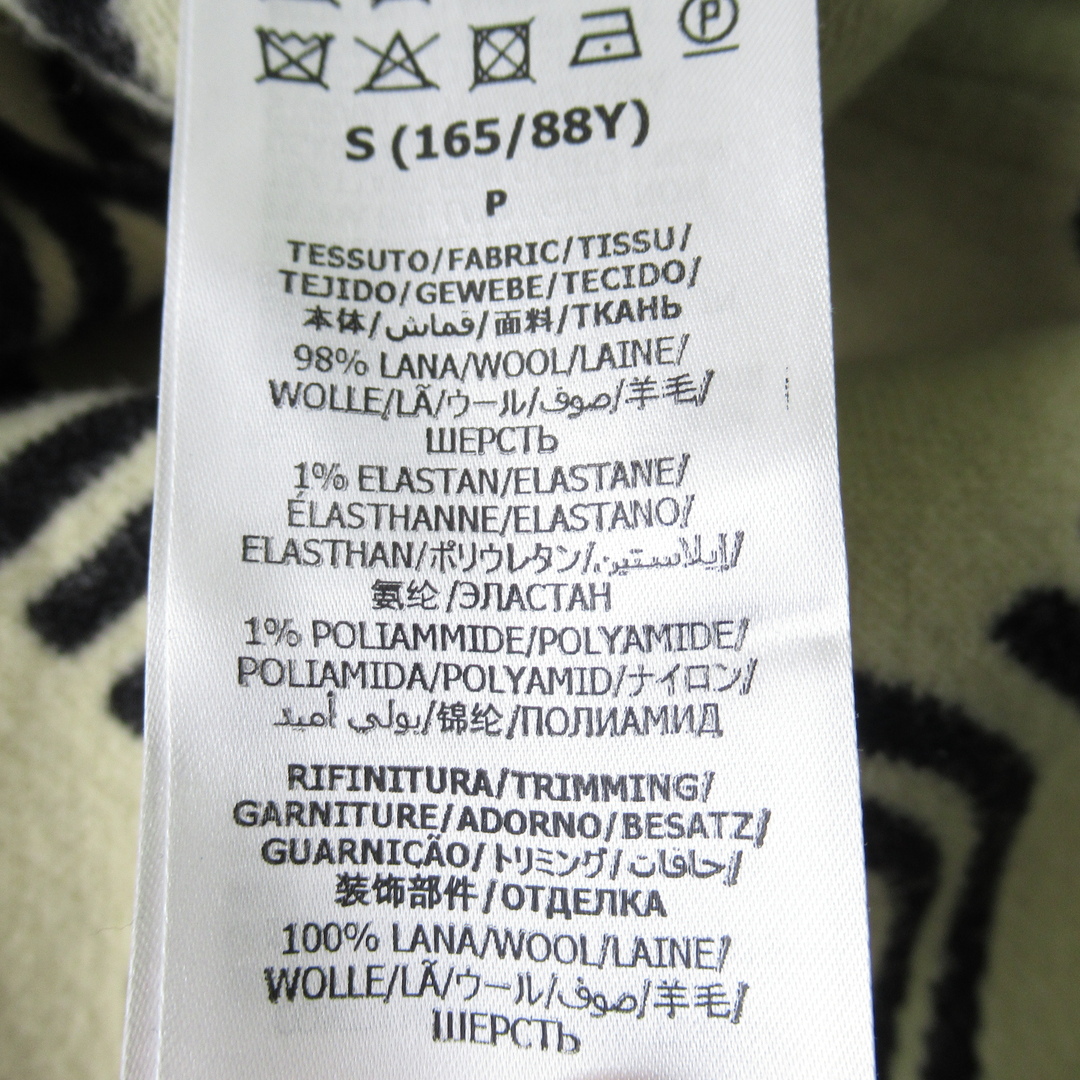 P
S (165/88Y)
P
TESSUTO/FABRIC/TISSU/
TEJIDO/GEWEBE/TECIDO/
本体/قماش/面料/ТКАНЬ
98% LANA/WOOL/LAINE/
WOLLE/LÃ/ウール/صوف/羊毛/
ШЕРСТЬ
1% ELASTAN/ELASTANE/
ÉLASTHANNE/ELASTANO/
ELASTHAN/ポリウレタン/إيلاستين/
氨纶/ЭЛАСТАН
1% POLIAMMIDE/POLYAMIDE/
POLIAMIDA/POLYAMID/ナイロン/
بولي أميد/锦纶/ПОЛИАМИД
RIFINITURA/TRIMMING/
GARNITURE/ADORNO/BESATZ/
GUARNIÇÃO/トリミング/حافات/
装饰部件/ОТДЕЛКА
100% LANA/WOOL/LAINE/
WOLLE/LÃ/ウール/صوف/羊毛/
ШЕРСТЬ